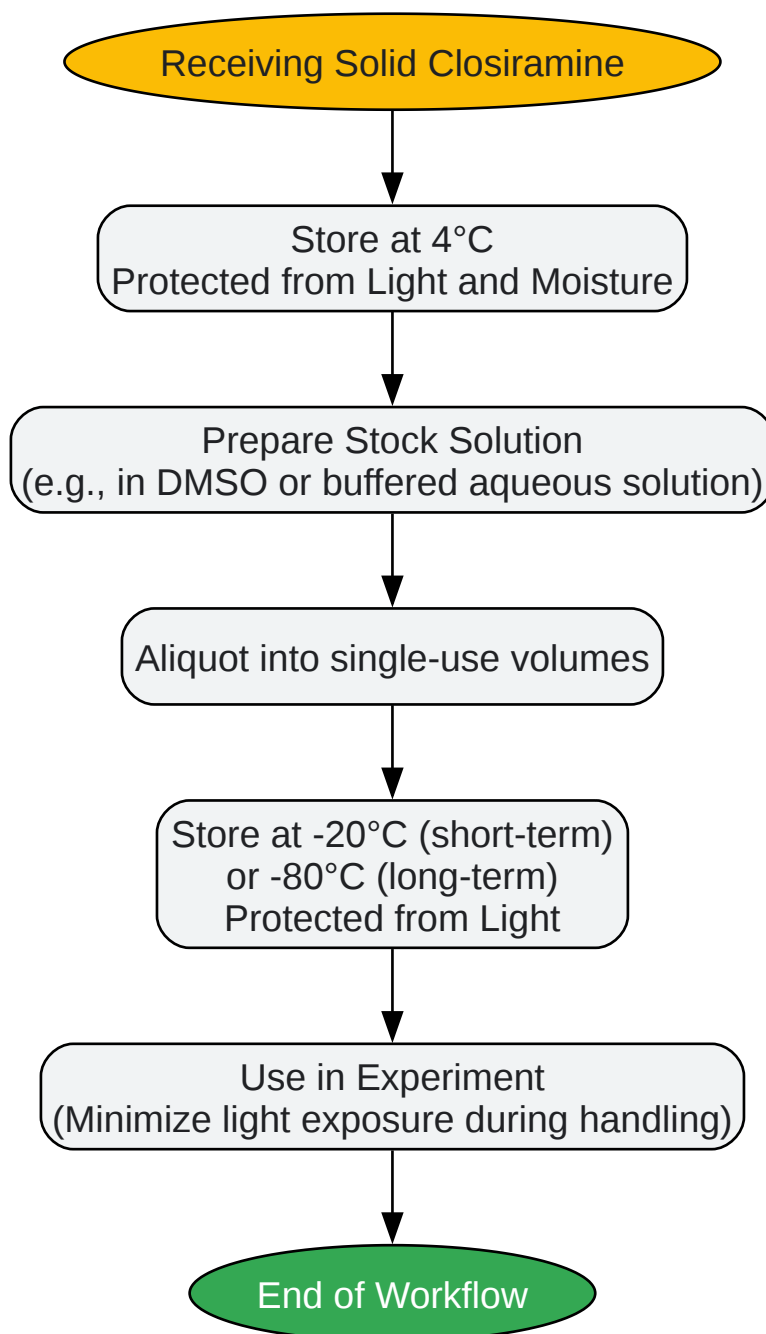 Receiving Solid Closiramine
Store at 4°C
Protected from Light and Moisture
Prepare Stock Solution
(e.g., in DMSO or buffered aqueous solution)
Aliquot into single-use volumes
Store at -20°C (short-term)
or -80°C (long-term)
Protected from Light
Use in Experiment
(Minimize light exposure during handling)
End of Workflow